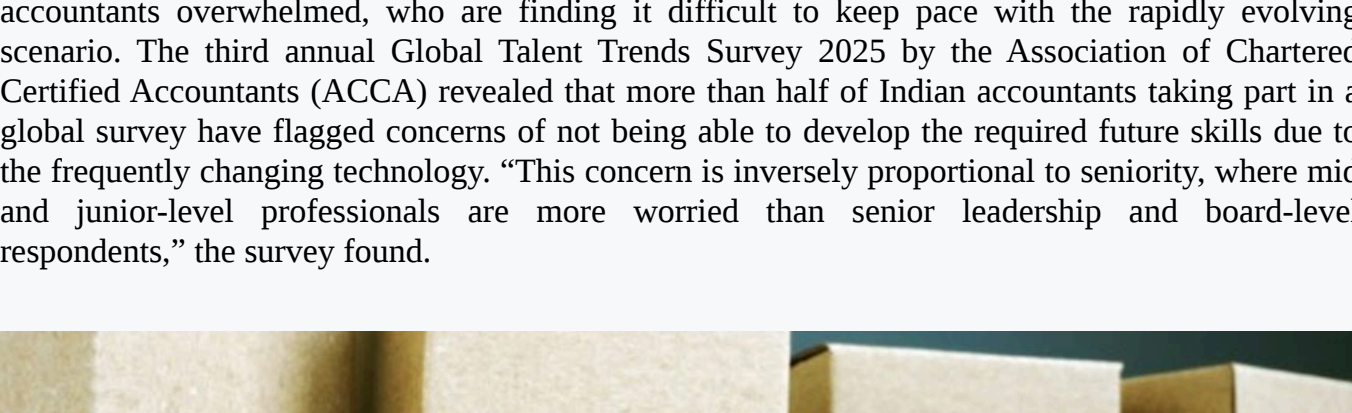 accountants overwhelmed, who are finding it difficult to keep pace with the rapidly evolving
scenario. The third annual Global Talent Trends Survey 2025 by the Association of Chartered
Certified Accountants (ACCA) revealed that more than half of Indian accountants taking part in a
global survey have flagged concerns of not being able to develop the required future skills due to
the frequently changing technology. “This concern is inversely proportional to seniority, where mid
and junior-level professionals are more worried than senior leadership and board-level
respondents,” the survey found.